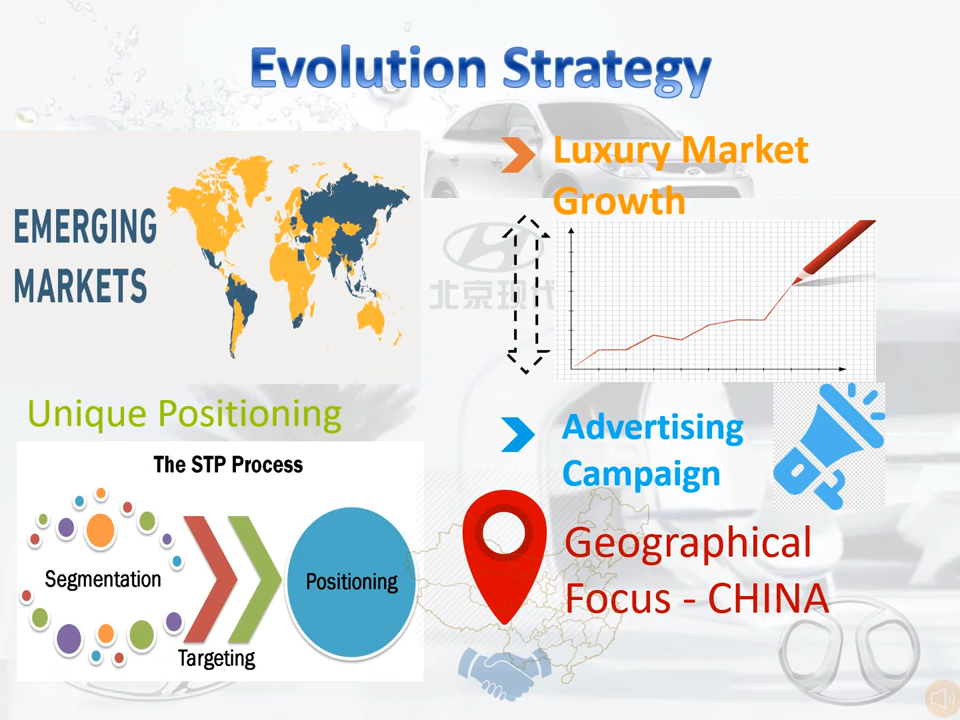 Evolution Strategy
EMERGING
MARKETS
Luxury Market
Growth
北京现代
Unique Positioning
The STP Process
Segmentation
Positioning
Targeting
Advertising
Campaign
Geographical
Focus - CHINA